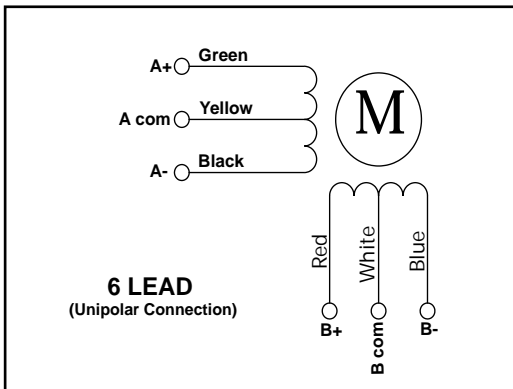 A+ Green
A com Yellow
A- Black
M
Red
White
Blue
B+
B com
B-
6 LEAD
(Unipolar Connection)